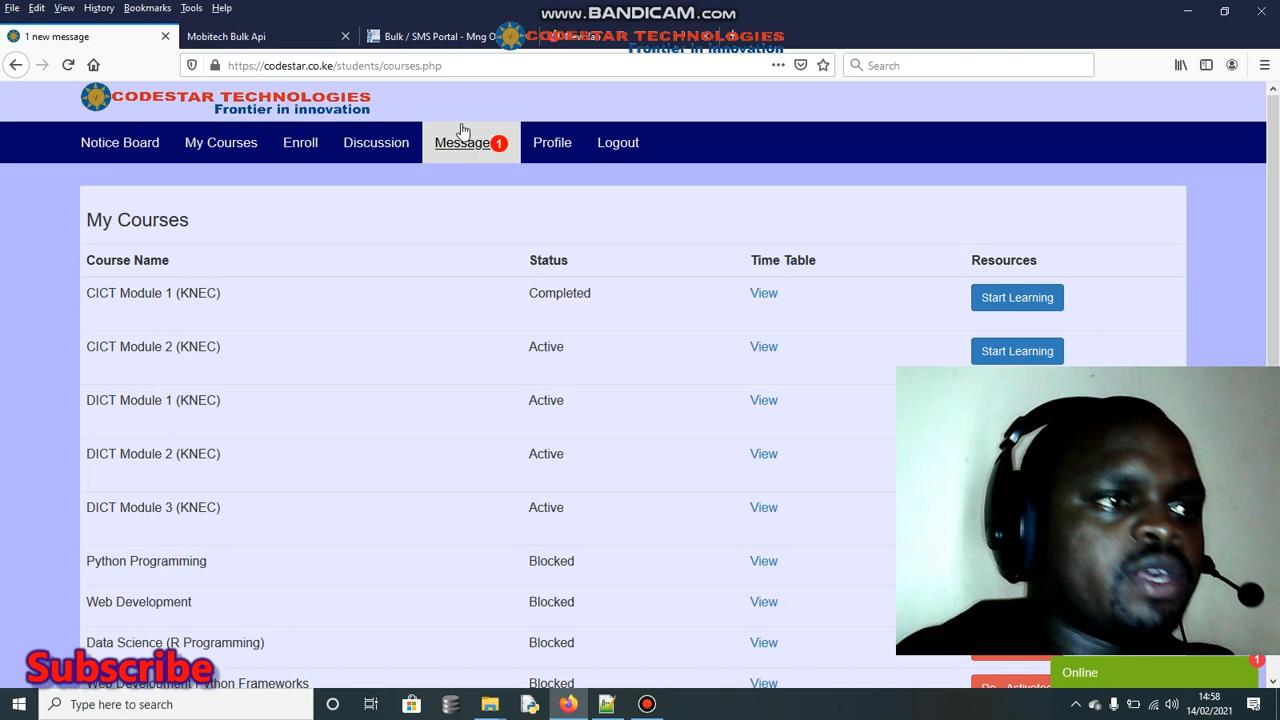 File Edit View History Bookmarks Tools Help
www.BANDICAM.com
1 new message
Mobitech Bulk Api
Bulk / SMS Portal - Mng O
CODESTAR TECHNOLOGIES
Frontier in innovation
https://codestar.co.ke/students/courses.php
Search
CODESTAR TECHNOLOGIES
Frontier in innovation
Notice Board My Courses Enroll Discussion Message 1 Profile Logout
My Courses
Course Name Status Time Table Resources
CICT Module 1 (KNEC) Completed View Start Learning
CICT Module 2 (KNEC) Active View Start Learning
DICT Module 1 (KNEC) Active View
DICT Module 2 (KNEC) Active View
DICT Module 3 (KNEC) Active View
Python Programming Blocked View
Web Development Blocked View
Data Science (R Programming) Blocked View
Subscribe
Web Development Python Frameworks Blocked View
Online 1
Type here to search
14:58
14/02/2021